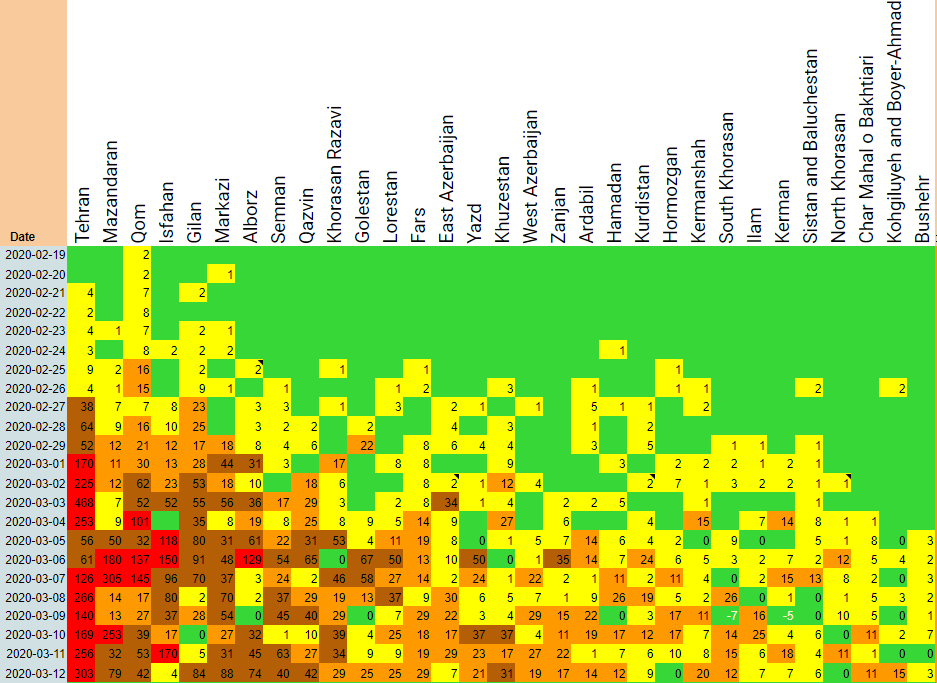 Date Tehran Mazandaran Qom Isfahan Gilan Markazi Alborz Semnan Qazvin Khorasan Razavi Golestan Lorestan Fars East Azerbaijan Yazd Khuzestan West Azerbaijan Zanjan Ardabil Hamadan Kurdistan Hormozgan Kermanshah South Khorasan Ilam Kerman Sistan and Baluchestan North Khorasan Char Mahal o Bakhtiari Kohgiluyeh and Boyer-Ahmad Bushehr
2020-02-19 2
2020-02-20 2 1
2020-02-21 4 7 2
2020-02-22 2 8
2020-02-23 4 1 7 2 1
2020-02-24 3 8 2 2 2 1
2020-02-25 9 2 16 2 2 1 1 1
2020-02-26 4 1 15 9 1 1 1 2 3 1 1 1 2 2
2020-02-27 38 7 7 8 23 3 3 1 3 2 1 1 5 1 1 2
2020-02-28 64 9 16 10 25 3 2 2 2 4 3 1 2
2020-02-29 52 12 21 12 17 18 8 4 6 22 8 6 4 4 3 5 1 1 1
2020-03-01 170 11 30 13 28 44 31 3 17 8 8 9 3 2 2 2 1 2 1
2020-03-02 225 12 62 23 53 18 10 18 6 8 2 1 12 4 2 7 1 3 2 2 1 1
2020-03-03 468 7 52 52 55 56 36 17 29 3 2 8 34 1 4 2 2 5 1 1
2020-03-04 253 9 101 35 8 19 8 25 8 9 5 14 9 27 6 4 15 7 14 8 1 1
2020-03-05 56 50 32 118 80 31 61 22 31 53 4 11 19 8 0 1 5 7 14 6 4 2 0 9 0 5 1 8 0 3
2020-03-06 61 180 137 150 91 48 129 54 65 0 67 50 13 10 50 0 1 35 14 7 24 6 5 3 2 7 2 12 5 4 2
2020-03-07 126 305 145 96 70 37 3 24 2 46 58 27 14 2 24 1 22 2 1 11 2 11 4 0 2 15 13 8 2 0 3
2020-03-08 266 14 17 80 2 70 2 37 29 19 13 37 9 30 6 5 7 1 9 26 19 5 2 26 0 1 0 1 5 3 2
2020-03-09 140 13 27 37 28 54 0 45 40 29 0 7 29 22 3 4 29 15 22 0 3 17 11 -7 16 -5 0 10 5 0 1
2020-03-10 169 253 39 17 0 27 32 1 10 39 4 25 18 17 37 37 4 11 19 17 12 17 7 14 25 4 6 0 11 2 7
2020-03-11 256 32 53 170 5 31 45 63 27 34 9 9 19 29 23 17 27 22 1 7 6 10 8 15 6 18 4 11 1 0 0
2020-03-12 303 79 42 4 84 88 74 40 42 29 25 25 29 7 21 31 19 17 14 12 9 0 20 12 7 6 5 0 11 15 3